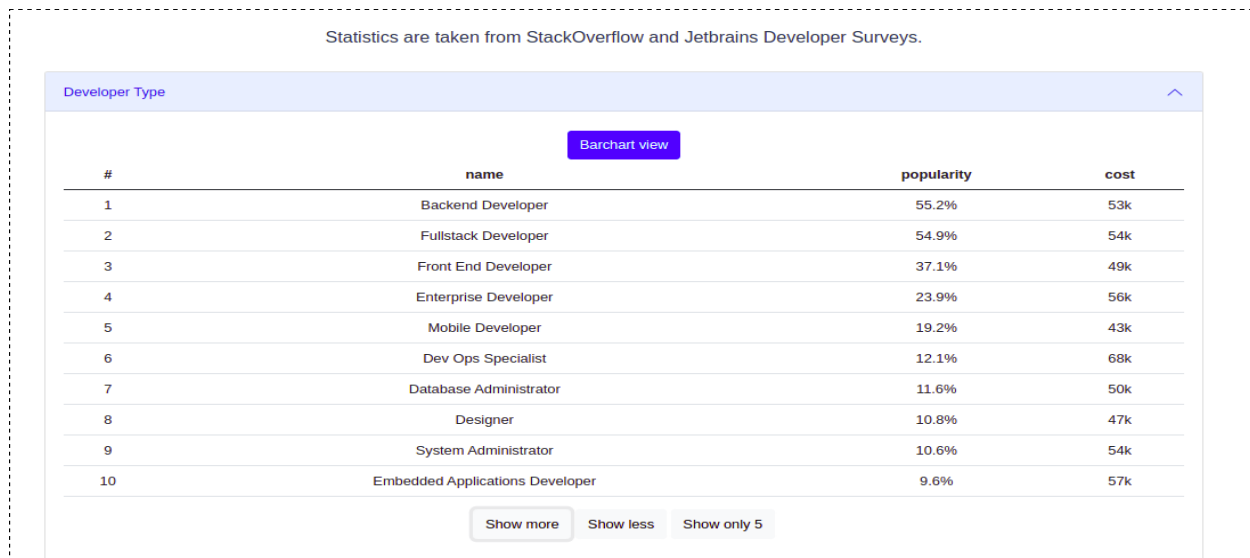 Statistics are taken from StackOverflow and Jetbrains Developer Surveys.
Developer Type
Barchart view
# name popularity cost
1 Backend Developer 55.2% 53k
2 Fullstack Developer 54.9% 54k
3 Front End Developer 37.1% 49k
4 Enterprise Developer 23.9% 56k
5 Mobile Developer 19.2% 43k
6 Dev Ops Specialist 12.1% 68k
7 Database Administrator 11.6% 50k
8 Designer 10.8% 47k
9 System Administrator 10.6% 54k
10 Embedded Applications Developer 9.6% 57k
Show more Show less Show only 5